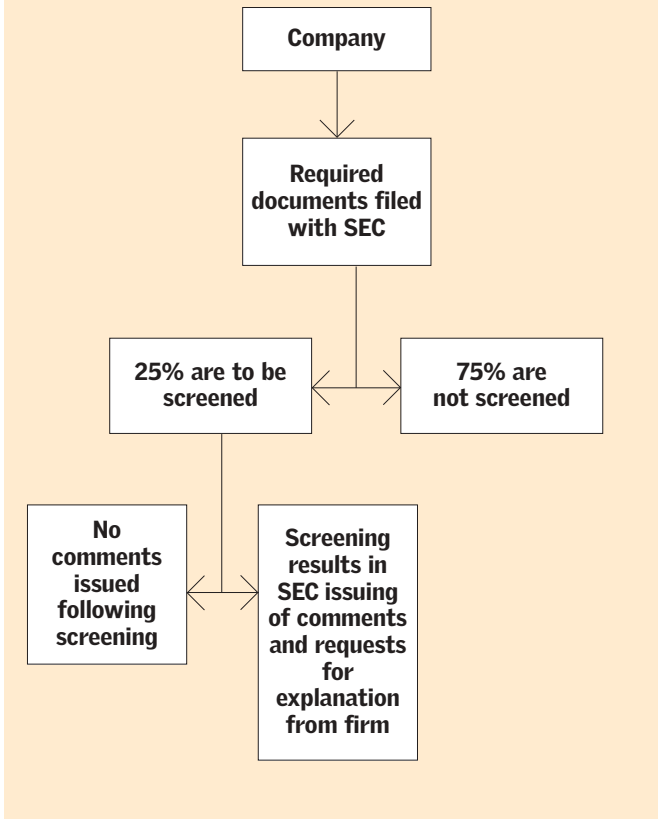 Company
Required
documents filed
with SEC
25% are to be
screened
75% are
not screened
No
comments
issued
following
screening
Screening
results in
SEC issuing
of comments
and requests
for
explanation
from firm